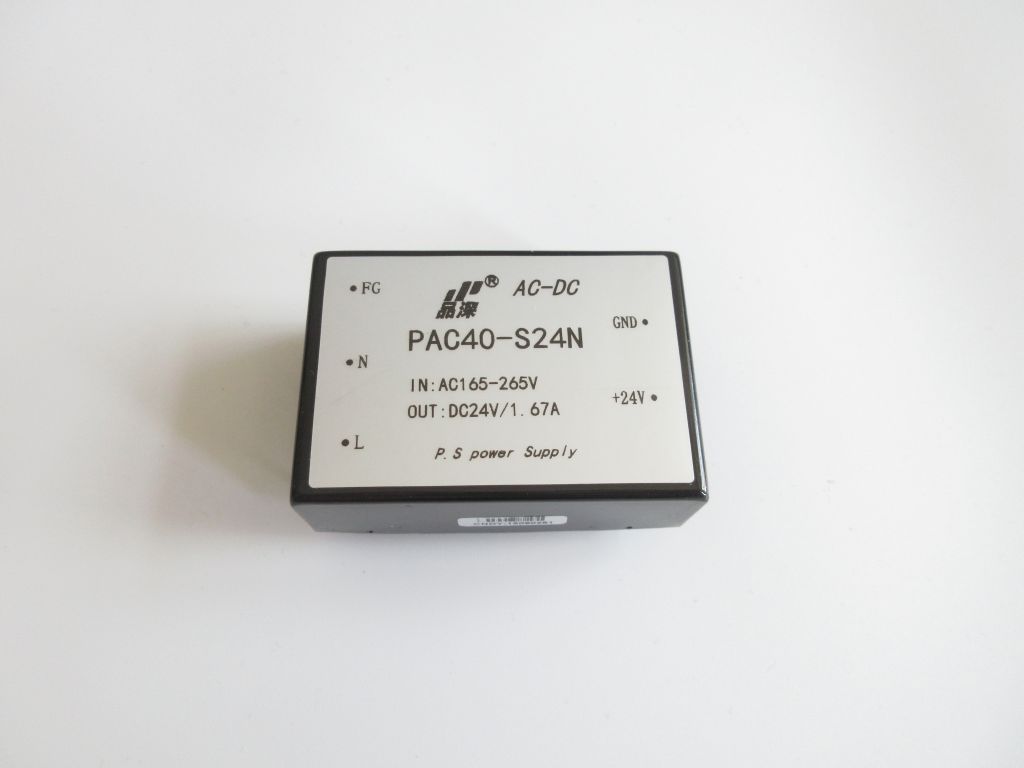 FG
晶深® AC-DC
GND
PAC40-S24N
N
IN:AC165-265V
OUT:DC24V/1.67A
+24V
L
P.S power Supply